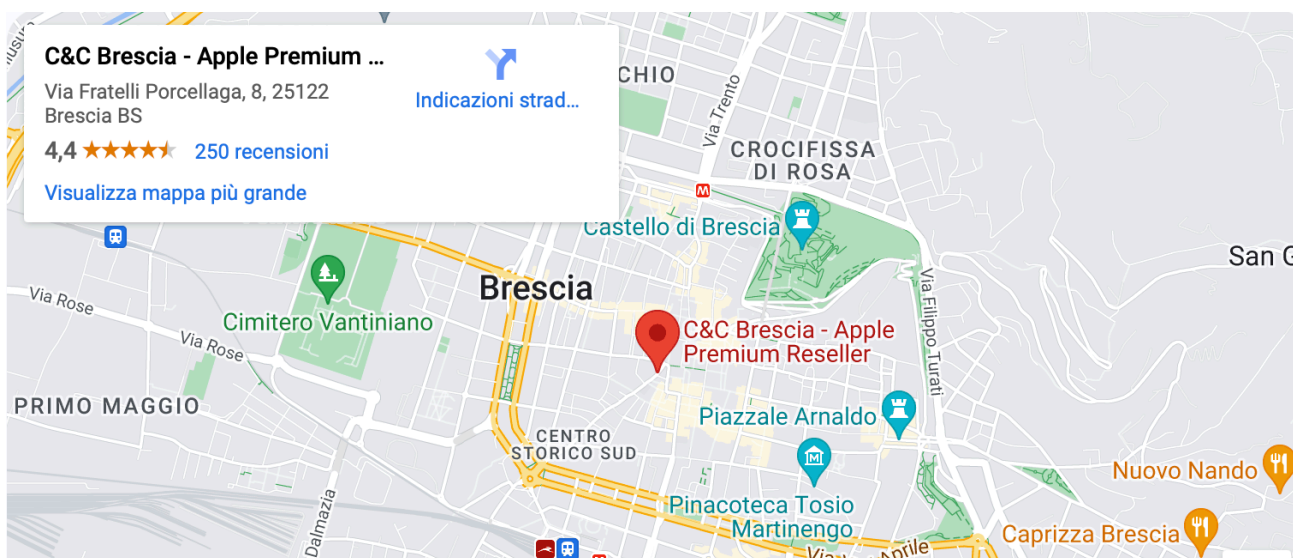 C&C Brescia - Apple Premium ...
Via Fratelli Porcellaga, 8, 25122
Brescia BS
4,4
250 recensioni
Visualizza mappa più grande
Indicazioni strad...
CHIO
Via Trento
CROCIFISSA
DI ROSA
M
Castello di Brescia
San G
Brescia
Via Rose
Cimitero Vantiniano
Via Rose
C&C Brescia - Apple
Premium Reseller
Via Filippo Turati
PRIMO MAGGIO
Piazzale Arnaldo
CENTRO
STORICO SUD
M
Nuovo Nando
Pinacoteca Tosio
Martinengo
Dalmazia
Caprizza Brescia
Aprile